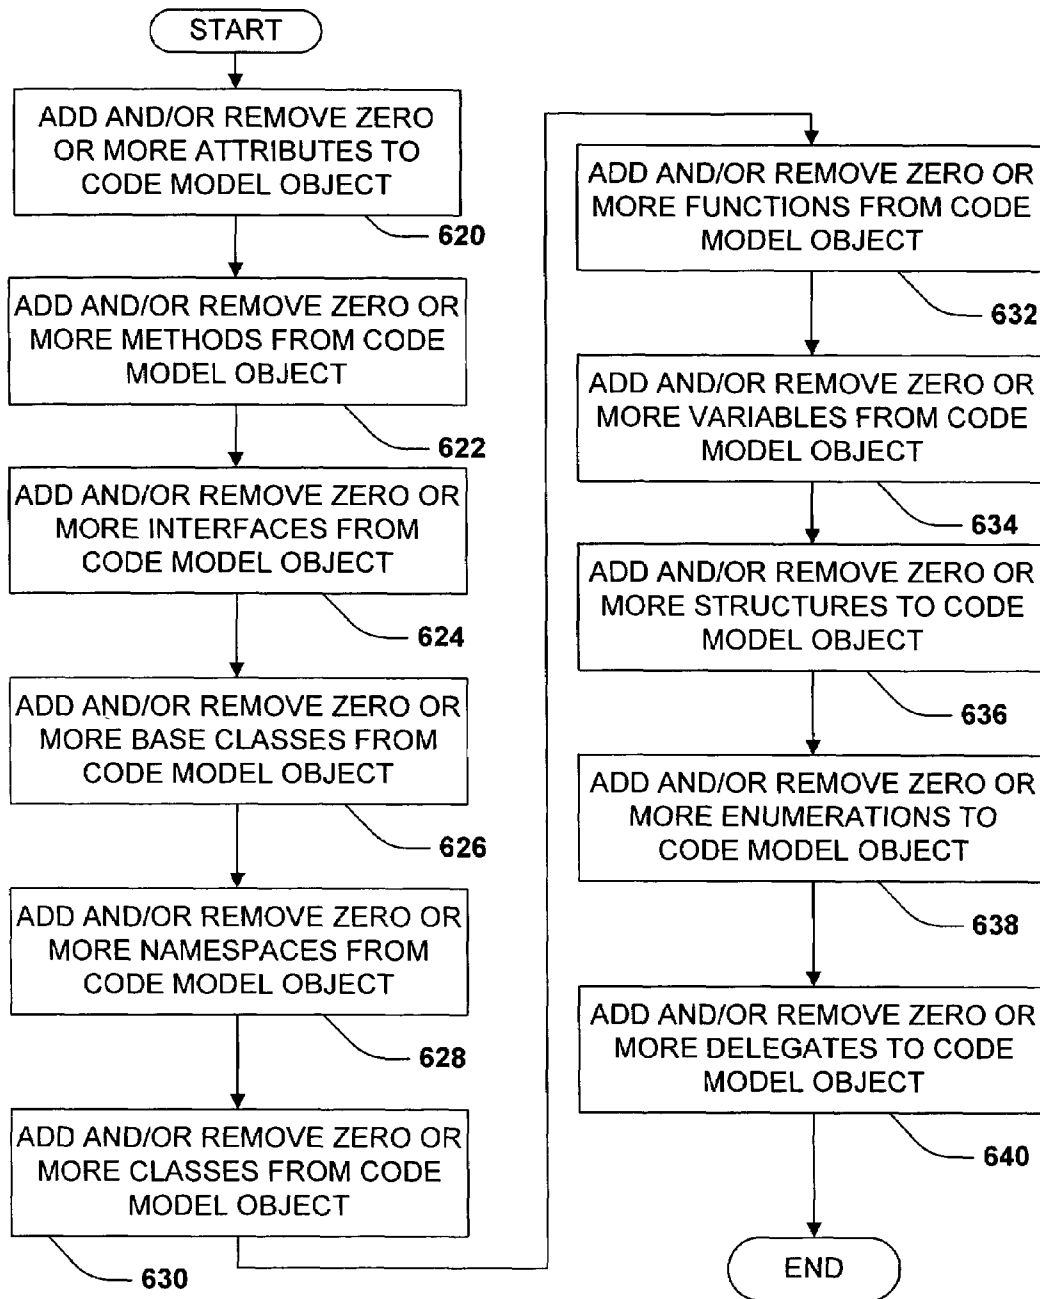 START
ADD AND/OR REMOVE ZERO
OR MORE ATTRIBUTES TO
CODE MODEL OBJECT
620
ADD AND/OR REMOVE ZERO OR
MORE METHODS FROM CODE
MODEL OBJECT
622
ADD AND/OR REMOVE ZERO OR
MORE INTERFACES FROM
CODE MODEL OBJECT
624
ADD AND/OR REMOVE ZERO OR
MORE BASE CLASSES FROM
CODE MODEL OBJECT
626
ADD AND/OR REMOVE ZERO OR
MORE NAMESPACES FROM
CODE MODEL OBJECT
628
ADD AND/OR REMOVE ZERO OR
MORE CLASSES FROM CODE
MODEL OBJECT
630
ADD AND/OR REMOVE ZERO OR
MORE FUNCTIONS FROM CODE
MODEL OBJECT
632
ADD AND/OR REMOVE ZERO OR
MORE VARIABLES FROM CODE
MODEL OBJECT
634
ADD AND/OR REMOVE ZERO OR
MORE STRUCTURES TO CODE
MODEL OBJECT
636
ADD AND/OR REMOVE ZERO OR
MORE ENUMERATIONS TO
CODE MODEL OBJECT
638
ADD AND/OR REMOVE ZERO OR
MORE DELEGATES TO CODE
MODEL OBJECT
640
END